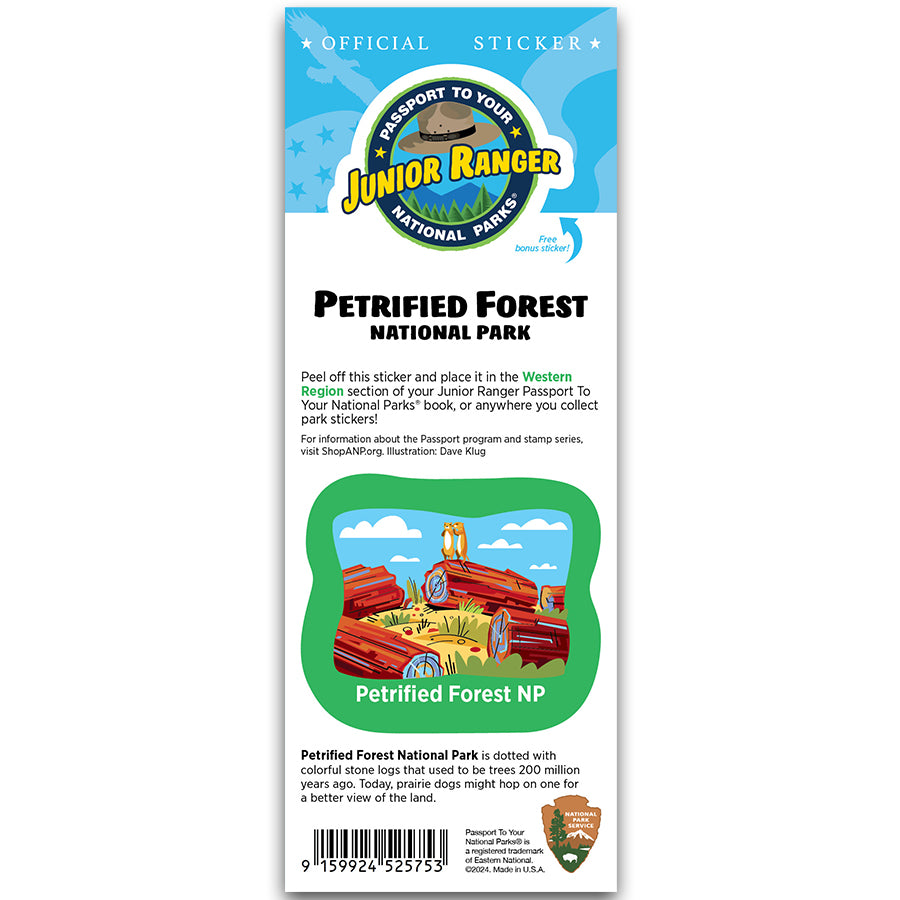 ★ OFFICIAL STICKER ★
PASSPORT TO YOUR
JUNIOR RANGER
NATIONAL PARKS®
Free
bonus sticker!
PETRIFIED FOREST
NATIONAL PARK
Peel off this sticker and place it in the Western
Region section of your Junior Ranger Passport To
Your National Parks® book, or anywhere you collect
park stickers!
For information about the Passport program and stamp series,
visit ShopANP.org. Illustration: Dave Klug
Petrified Forest NP
Petrified Forest National Park is dotted with
colorful stone logs that used to be trees 200 million
years ago. Today, prairie dogs might hop on one for
a better view of the land.
9 159924 525753
Passport To Your
National Parks® is
a registered trademark
of Eastern National.
©2024. Made in U.S.A.
NATIONAL
PARK
SERVICE